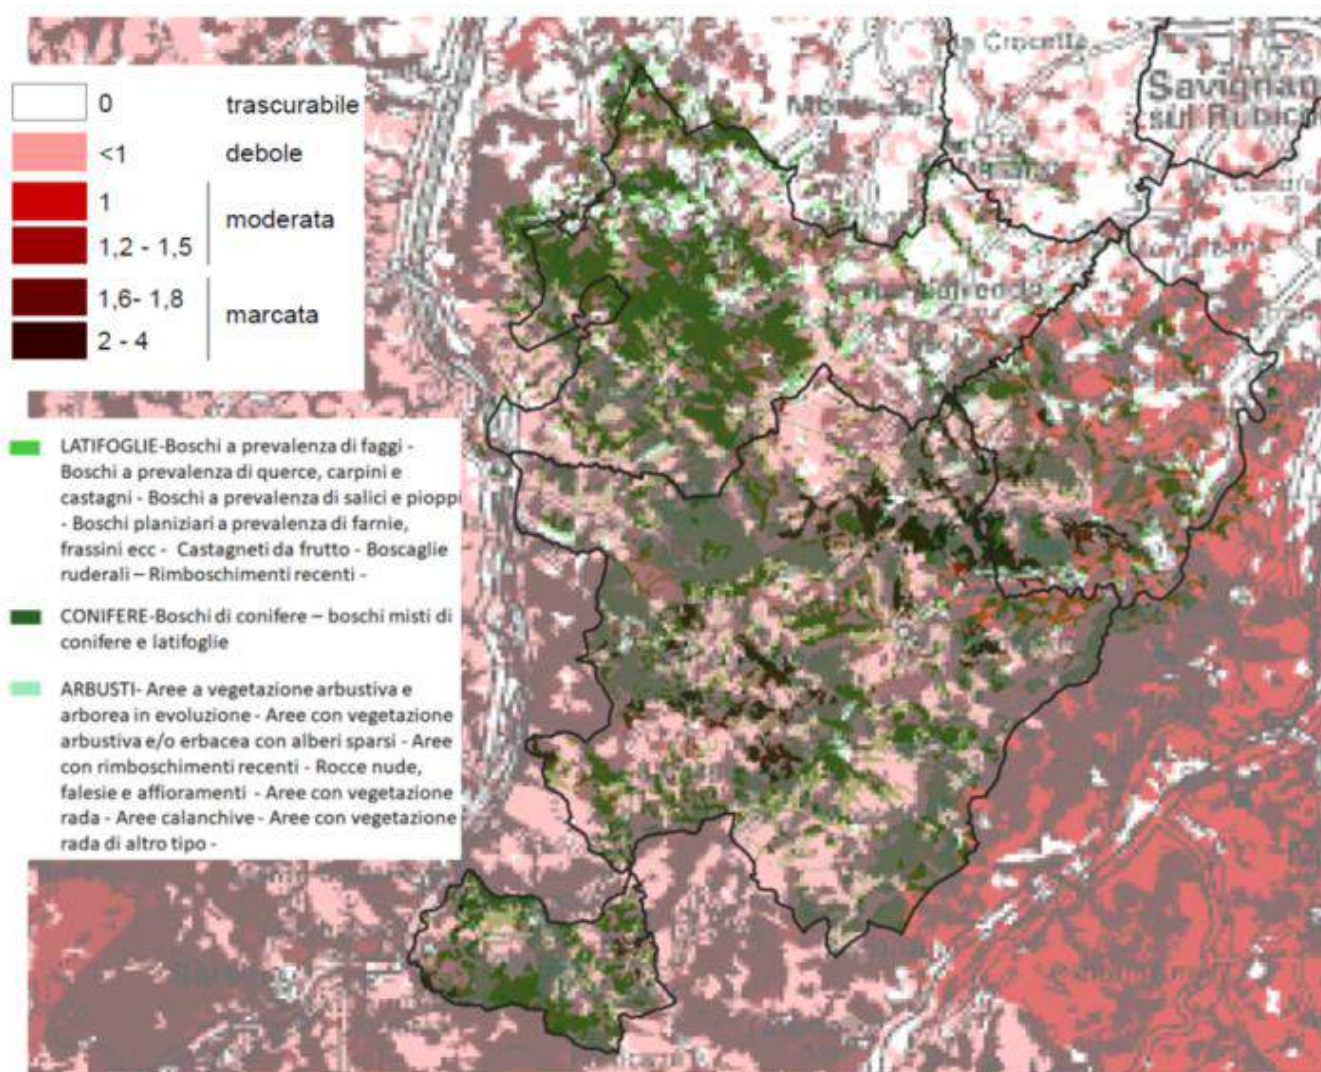 0 trascurabile
<1 debole
1
moderata
1,2 - 1,5
1,6- 1,8
marcata
2 - 4
Savignan
sul Rubic
LATIFOGLIE-Boschi a prevalenza di faggi -
Boschi a prevalenza di querce, carpini e
castagni - Boschi a prevalenza di salici e pioppi
- Boschi planiziari a prevalenza di farnie,
frassini ecc - Castagneti da frutto - Boscaglie
ruderali – Rimboschimenti recenti -
CONIFERE-Boschi di conifere – boschi misti di
conifere e latifoglie
ARBUSTI- Aree a vegetazione arbustiva e
arborea in evoluzione - Aree con vegetazione
arbustiva e/o erbacea con alberi sparsi - Aree
con rimboschimenti recenti - Rocce nude,
falesie e affioramenti - Aree con vegetazione
rada - Aree calanchive - Aree con vegetazione
rada di altro tipo -